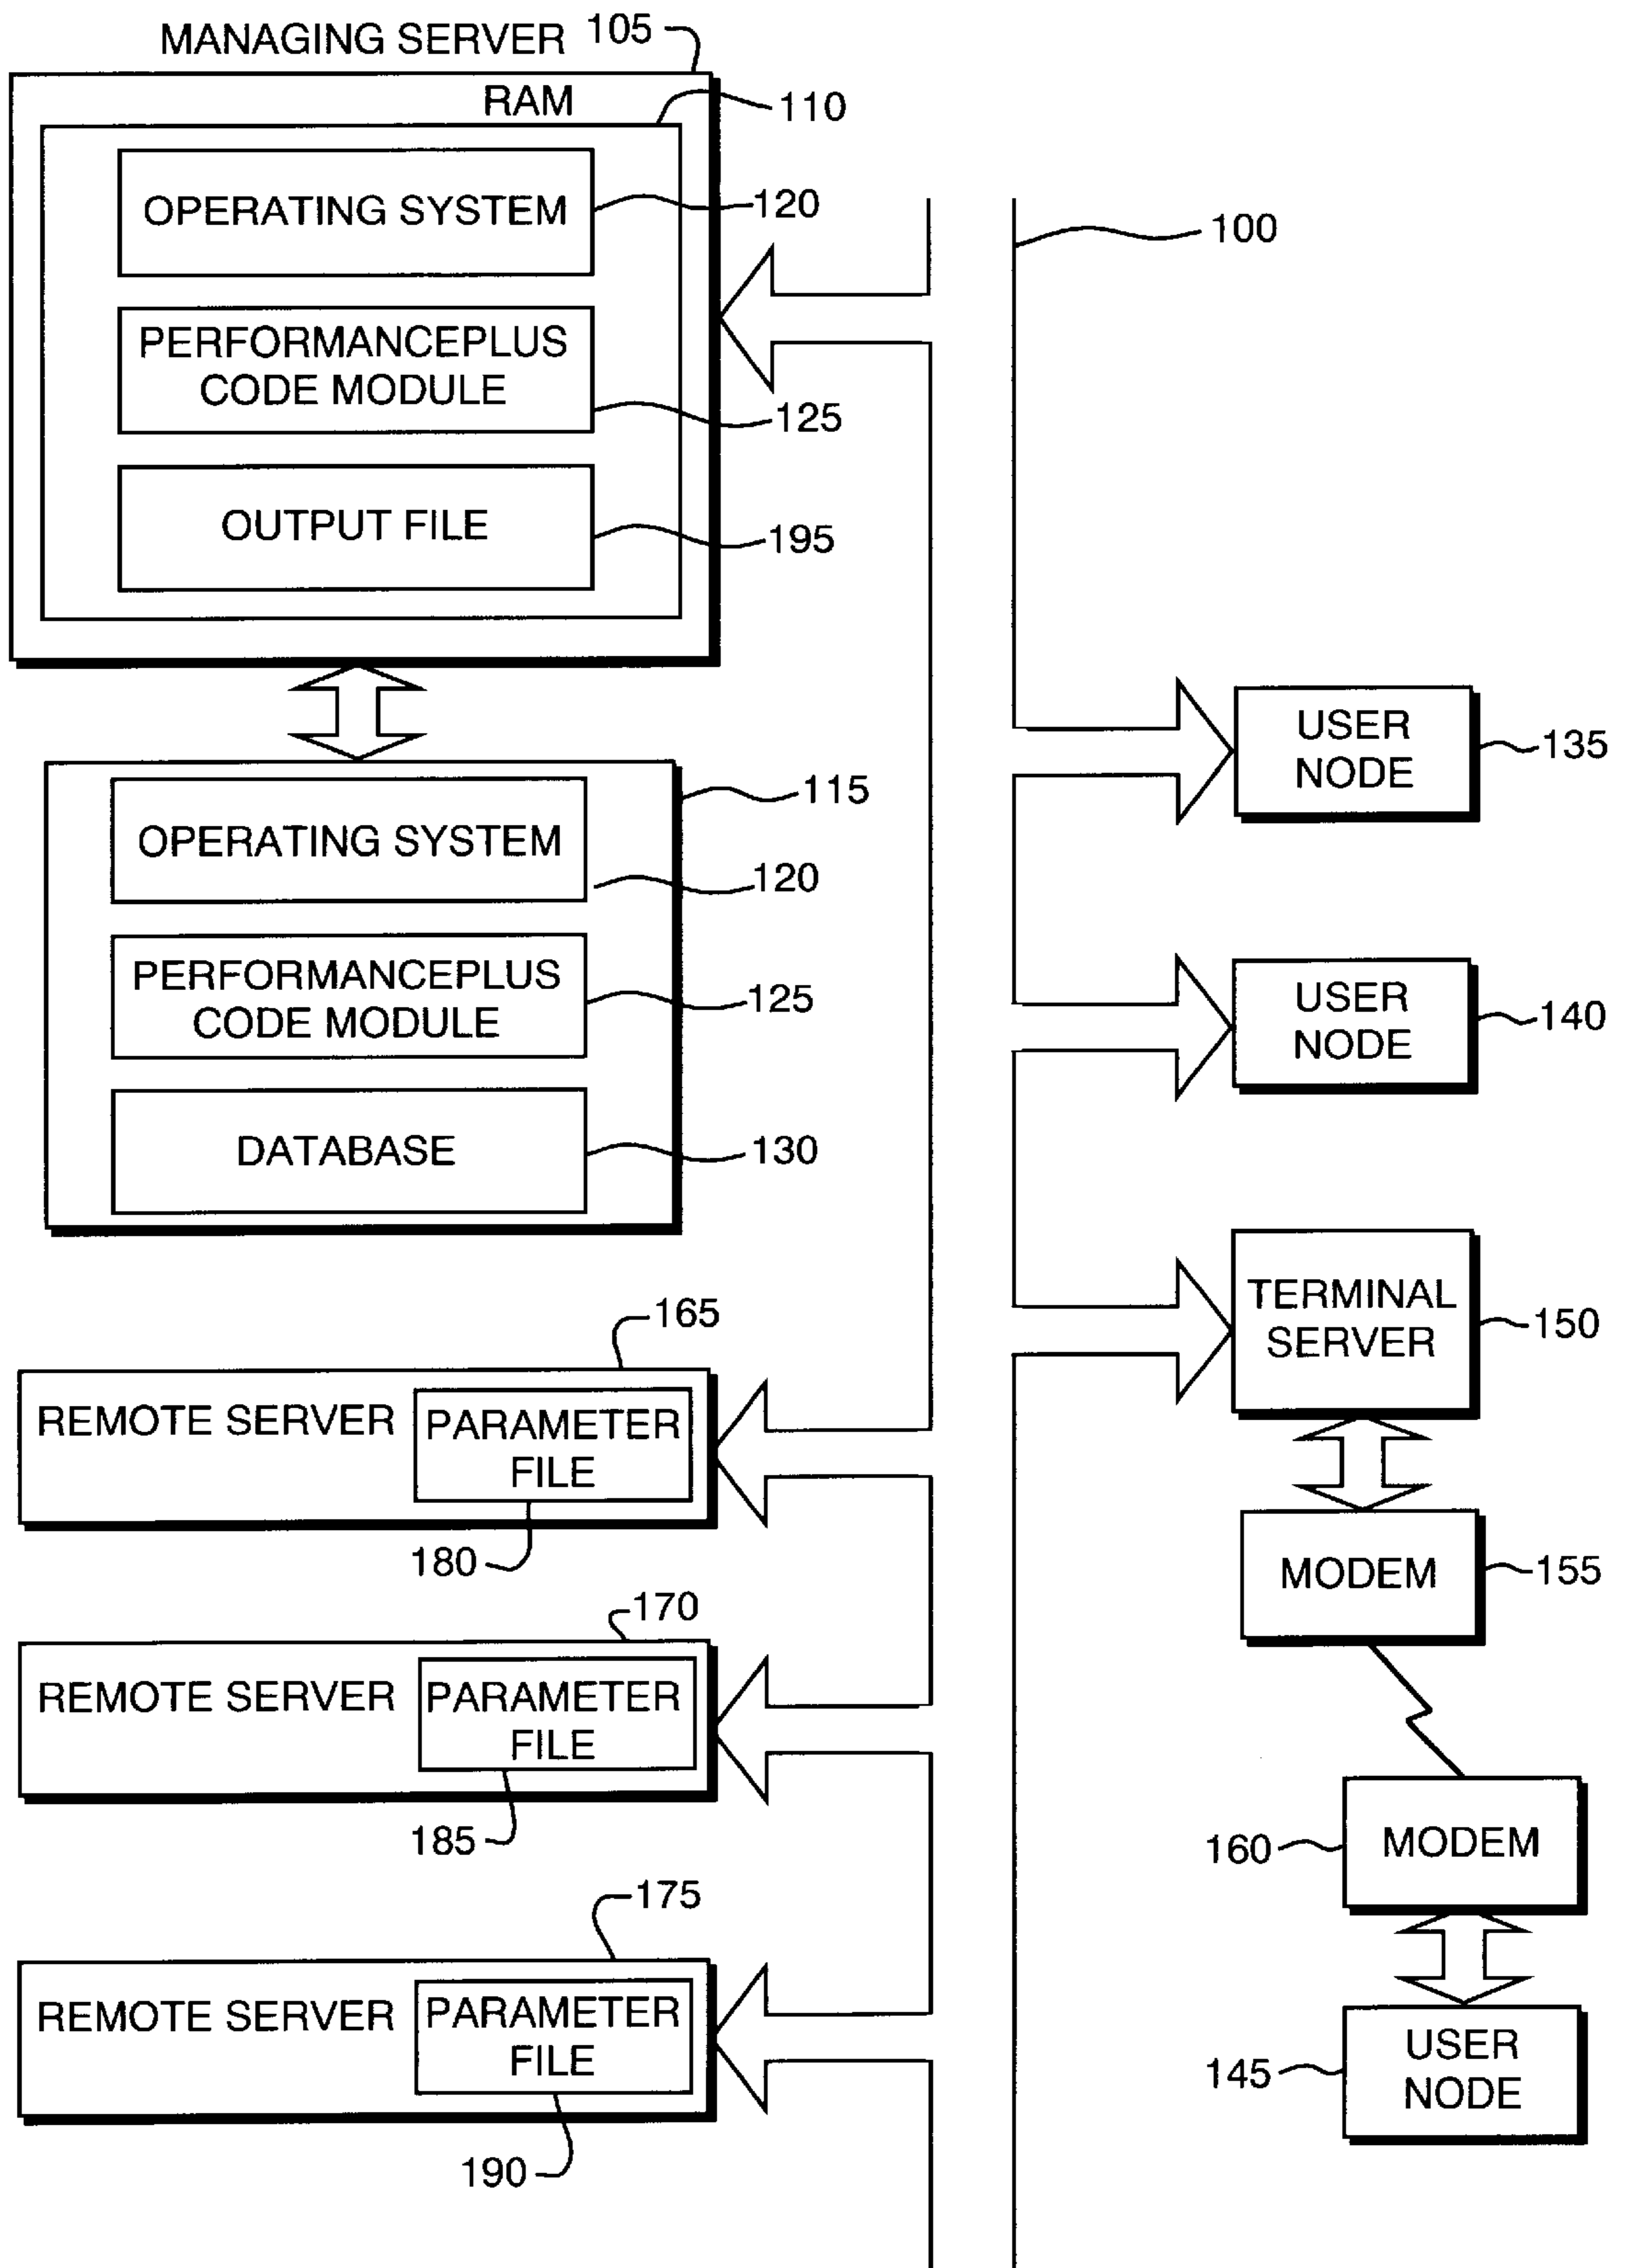 MANAGING SERVER 105
RAM
110
OPERATING SYSTEM
120
PERFORMANCEPLUS
CODE MODULE
125
OUTPUT FILE
195
100
115
OPERATING SYSTEM
120
PERFORMANCEPLUS
CODE MODULE
125
DATABASE
130
165
REMOTE SERVER
PARAMETER
FILE
180
170
REMOTE SERVER
PARAMETER
FILE
185
175
REMOTE SERVER
PARAMETER
FILE
190
USER
NODE
135
USER
NODE
140
TERMINAL
SERVER
150
MODEM
155
MODEM
160
USER
NODE
145